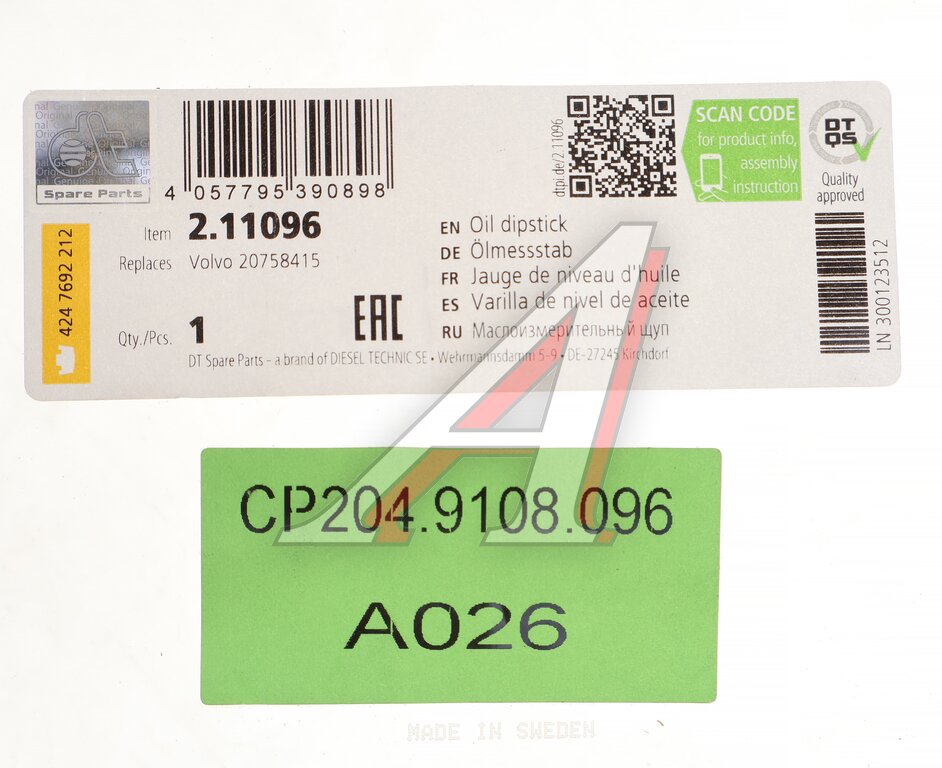 Spare Parts
4 057795 390898
dtpi.de/2.11096
SCAN CODE
for product info,
assembly
instruction
DT
QS
Quality
approved
Item 2.11096
Replaces Volvo 20758415
424 7692 212
EN Oil dipstick
DE Ölmessstab
FR Jauge de niveau d'huile
ES Varilla de nivel de aceite
RU Маслоизмерительный щуп
Qty./Pcs. 1
EAC
LN 300123512
DT Spare Parts – a brand of DIESEL TECHNIC SE • Wehrmannsdamm 5-9 • DE-27245 Kirchdorf
CP204.9108.096
A026
MADE IN SWEDEN